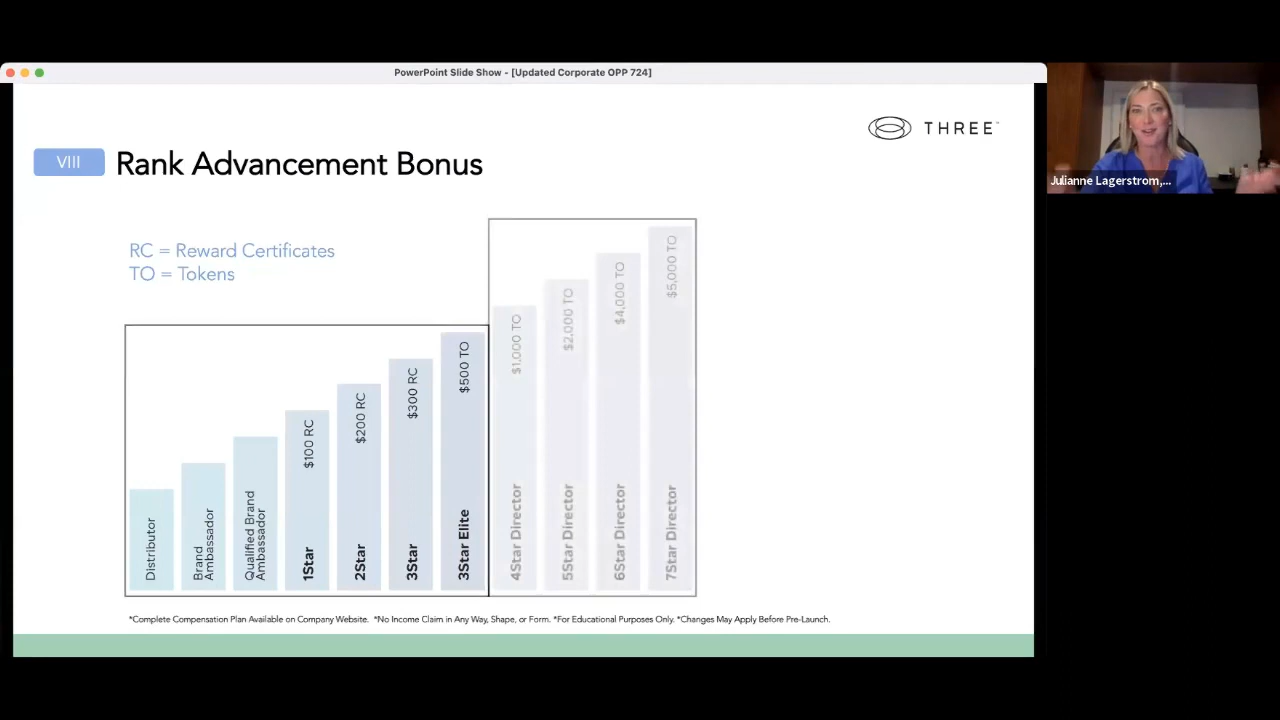 PowerPoint Slide Show - [Updated Corporate OPP 724]
THREE™
VIII
Rank Advancement Bonus
RC = Reward Certificates
TO = Tokens
Julianne Lagerstrom,...
Distributor
Brand
Ambassador
Qualified Brand
Ambassador
$100 RC
1Star
$200 RC
2Star
$300 RC
3Star
$500 TO
3Star Elite
$1,000 TO
4Star Director
$2,000 TO
5Star Director
$4,000 TO
6Star Director
$5,000 TO
7Star Director
*Complete Compensation Plan Available on Company Website. *No Income Claim in Any Way, Shape, or Form. *For Educational Purposes Only. *Changes May Apply Before Pre-Launch.